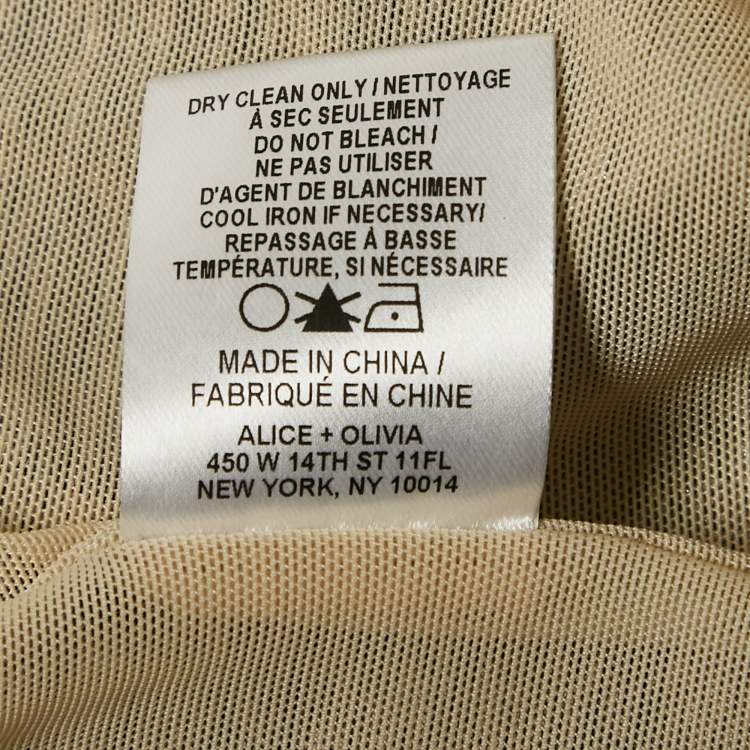 DRY CLEAN ONLY / NETTOYAGE
À SEC SEULEMENT
DO NOT BLEACH /
NE PAS UTILISER
D'AGENT DE BLANCHIMENT
COOL IRON IF NECESSARY/
REPASSAGE À BASSE
TEMPÉRATURE, SI NÉCESSAIRE
MADE IN CHINA /
FABRIQUÉ EN CHINE
ALICE + OLIVIA
450 W 14TH ST 11FL
NEW YORK, NY 10014